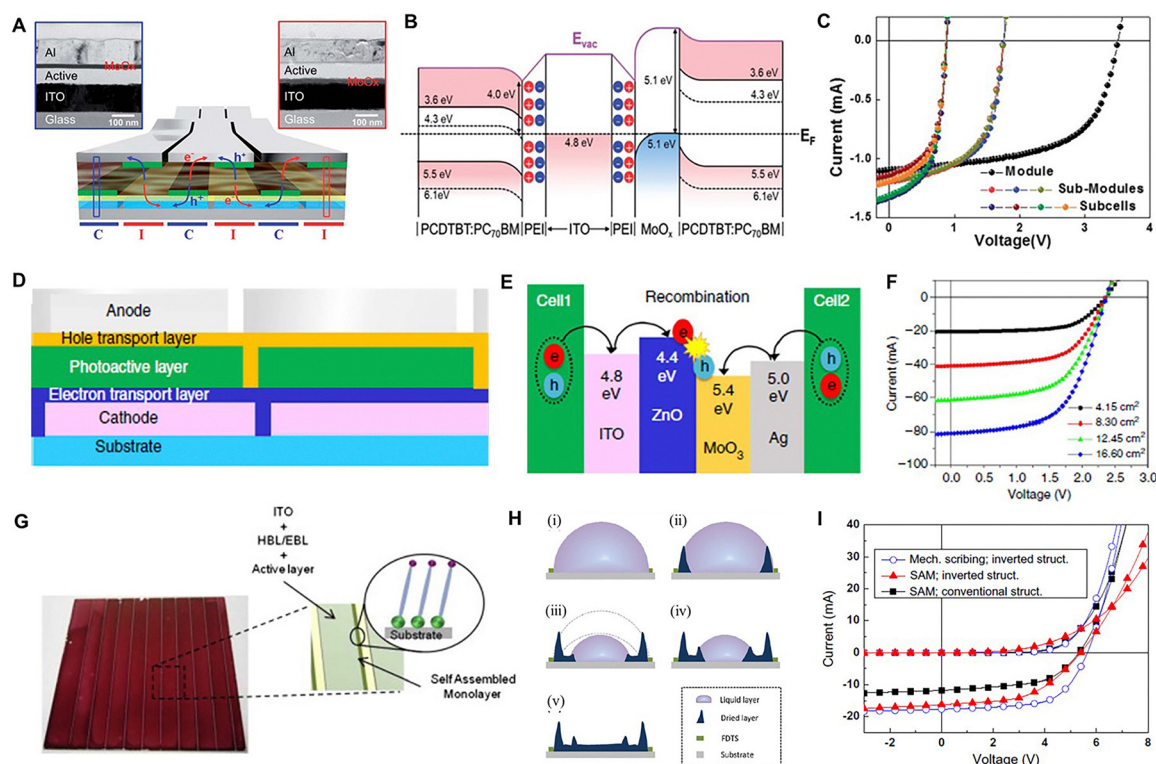 A
Al
Active
MoOx
ITO
Glass
100 nm
Al
Active
MoOx
ITO
Glass
100 nm
e⁻
h⁺
h⁺
e⁻
C I C I C I
B
E_vac
3.6 eV
4.0 eV
4.3 eV
5.5 eV
6.1eV
4.8 eV
5.1 eV
5.1 eV
3.6 eV
4.3 eV
E_F
5.5 eV
6.1eV
PCDTBT:PC₇₀BM PEI ITO PEI MoOₓ PCDTBT:PC₇₀BM
C
Current (mA)
0.0
-0.5
-1.0
-1.5
Module
Sub-Modules
Subcells
0 1 2 3 4
Voltage(V)
D
Anode
Hole transport layer
Photoactive layer
Electron transport layer
Cathode
Substrate
E
Cell1
Recombination
Cell2
e
h
e
h
h
e
4.8
eV
ITO
4.4
eV
ZnO
5.4
eV
MoO₃
5.0
eV
Ag
F
Current (mA)
0
−20
−40
−60
−80
−100
4.15 cm²
8.30 cm²
12.45 cm²
16.60 cm²
0.0 0.5 1.0 1.5 2.0 2.5 3.0
Voltage (V)
G
ITO
+
HBL/EBL
+
Active layer
Substrate
Self Assembled
Monolayer
H
(i)
(ii)
(iii)
(iv)
(v)
Liquid layer
Dried layer
FDTS
Substrate
I
Current (mA)
40
30
20
10
0
-10
-20
Mech. scribing; inverted struct.
SAM; inverted struct.
SAM; conventional struct.
-2 0 2 4 6 8
Voltage (V)